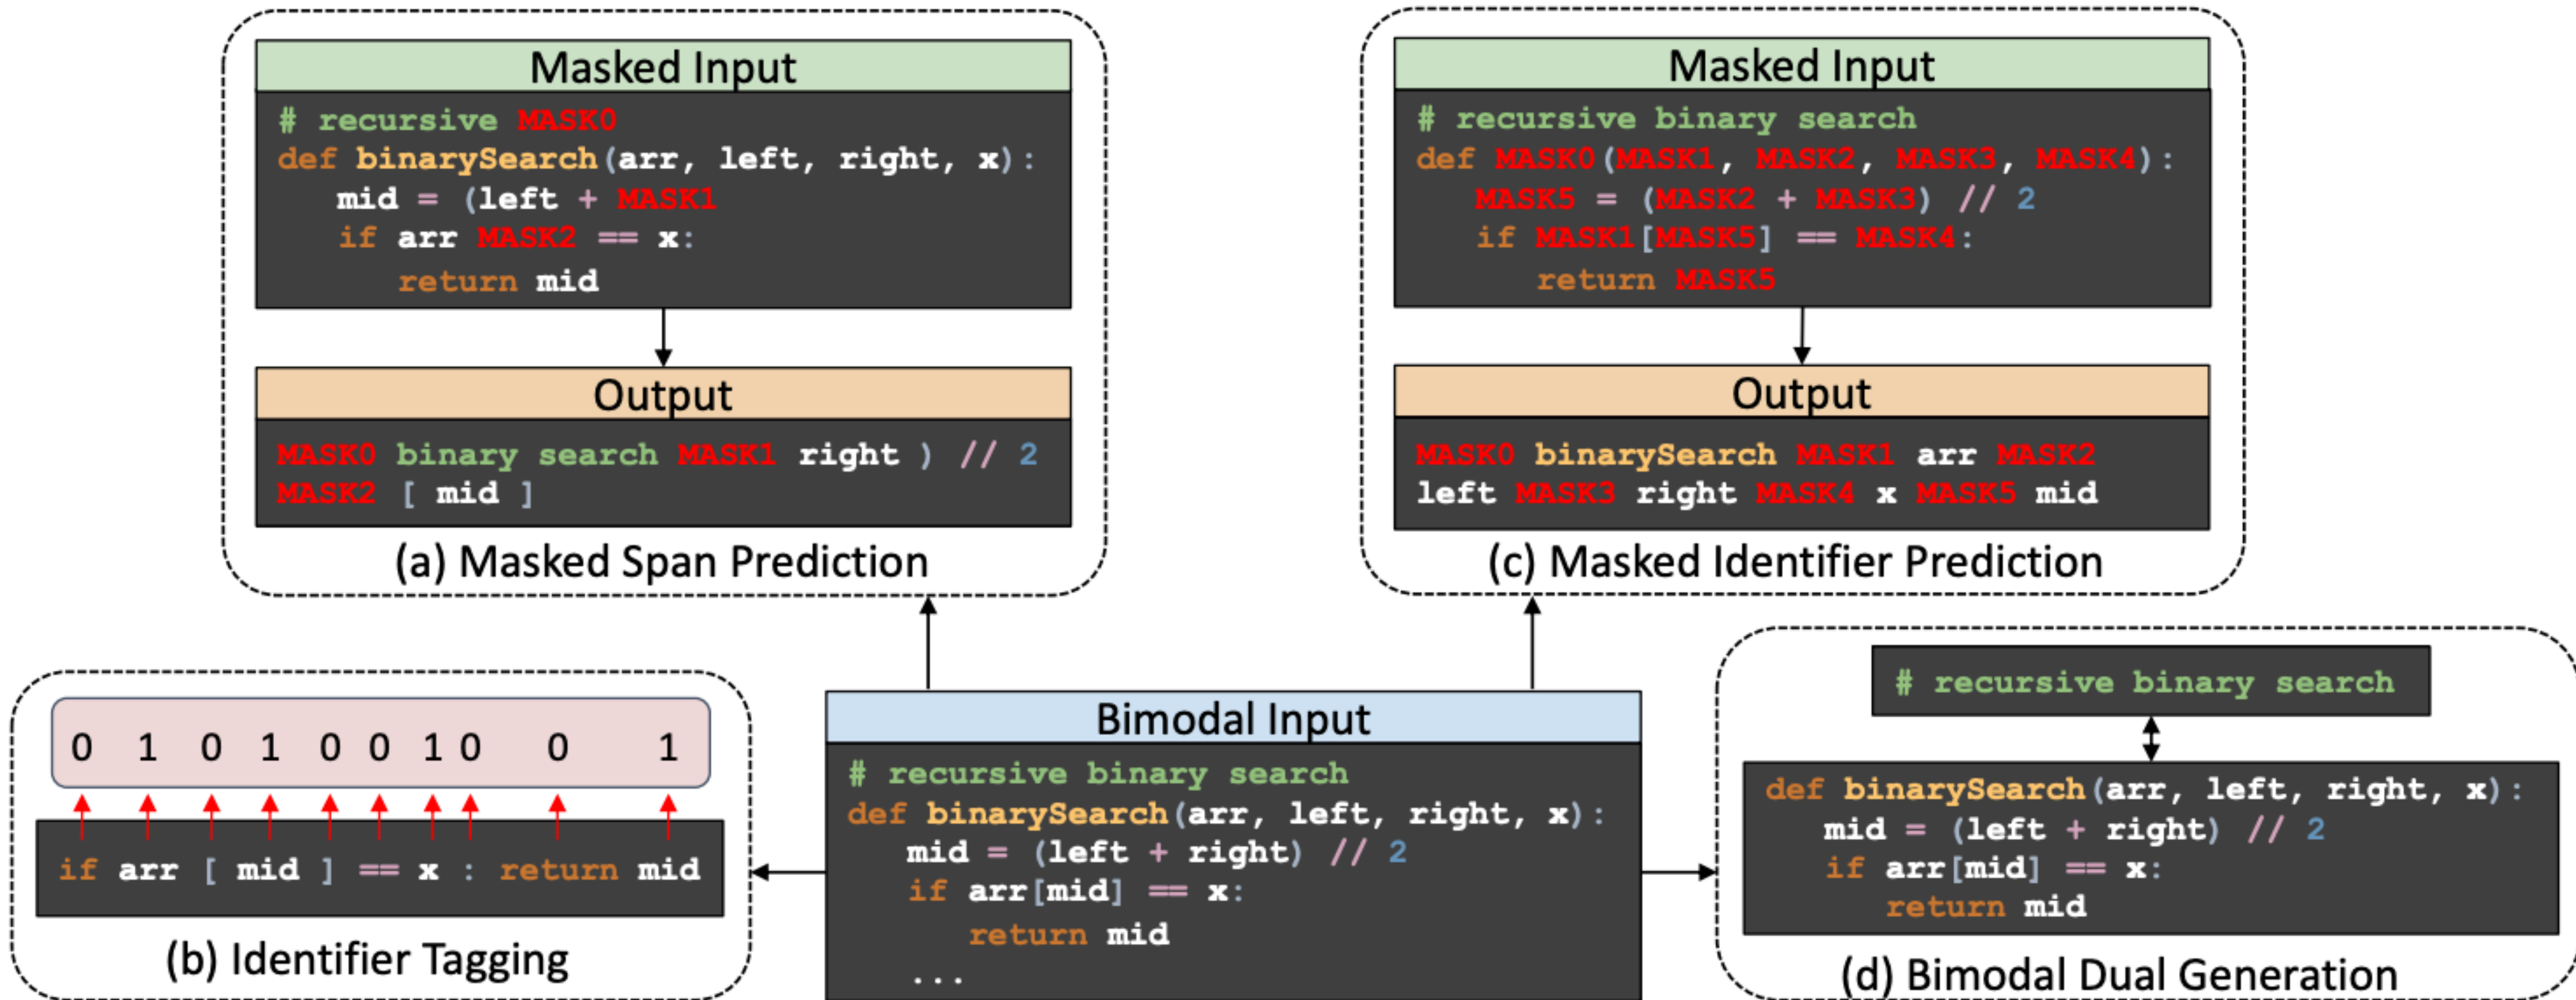 Masked Input
# recursive MASK0
def binarySearch(arr, left, right, x):
mid = (left + MASK1
if arr MASK2 == x:
return mid
Output
MASK0 binary search MASK1 right ) // 2
MASK2 [ mid ]
(a) Masked Span Prediction
Masked Input
# recursive binary search
def MASK0(MASK1, MASK2, MASK3, MASK4):
MASK5 = (MASK2 + MASK3) // 2
if MASK1[MASK5] == MASK4:
return MASK5
Output
MASK0 binarySearch MASK1 arr MASK2
left MASK3 right MASK4 x MASK5 mid
(c) Masked Identifier Prediction
0 1 0 1 0 0 1 0 0 1
if arr [ mid ] == x : return mid
(b) Identifier Tagging
Bimodal Input
# recursive binary search
def binarySearch(arr, left, right, x):
mid = (left + right) // 2
if arr[mid] == x:
return mid
...
# recursive binary search
def binarySearch(arr, left, right, x):
mid = (left + right) // 2
if arr[mid] == x:
return mid
(d) Bimodal Dual Generation